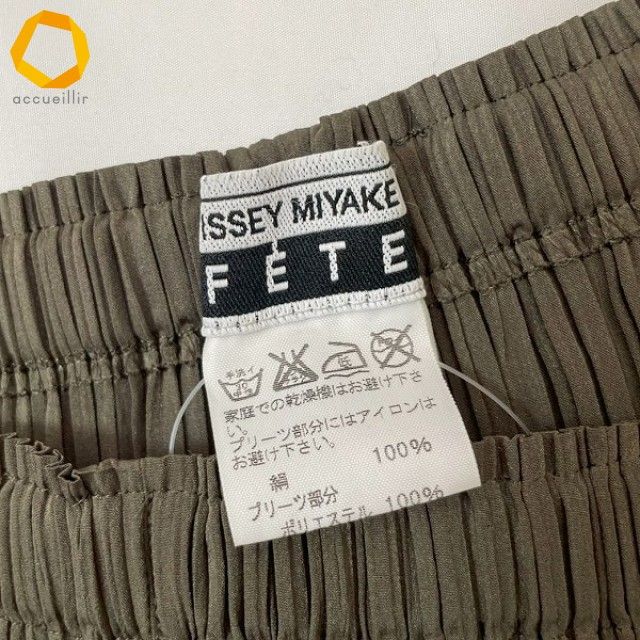 accueillir
ISSEY MIYAKE
FÉTE
手洗イ
家庭での乾燥機はお避け下さ
い。
プリーツ部分にはアイロンは
お避け下さい。
絹 100%
プリーツ部分
ポリエステル 100%